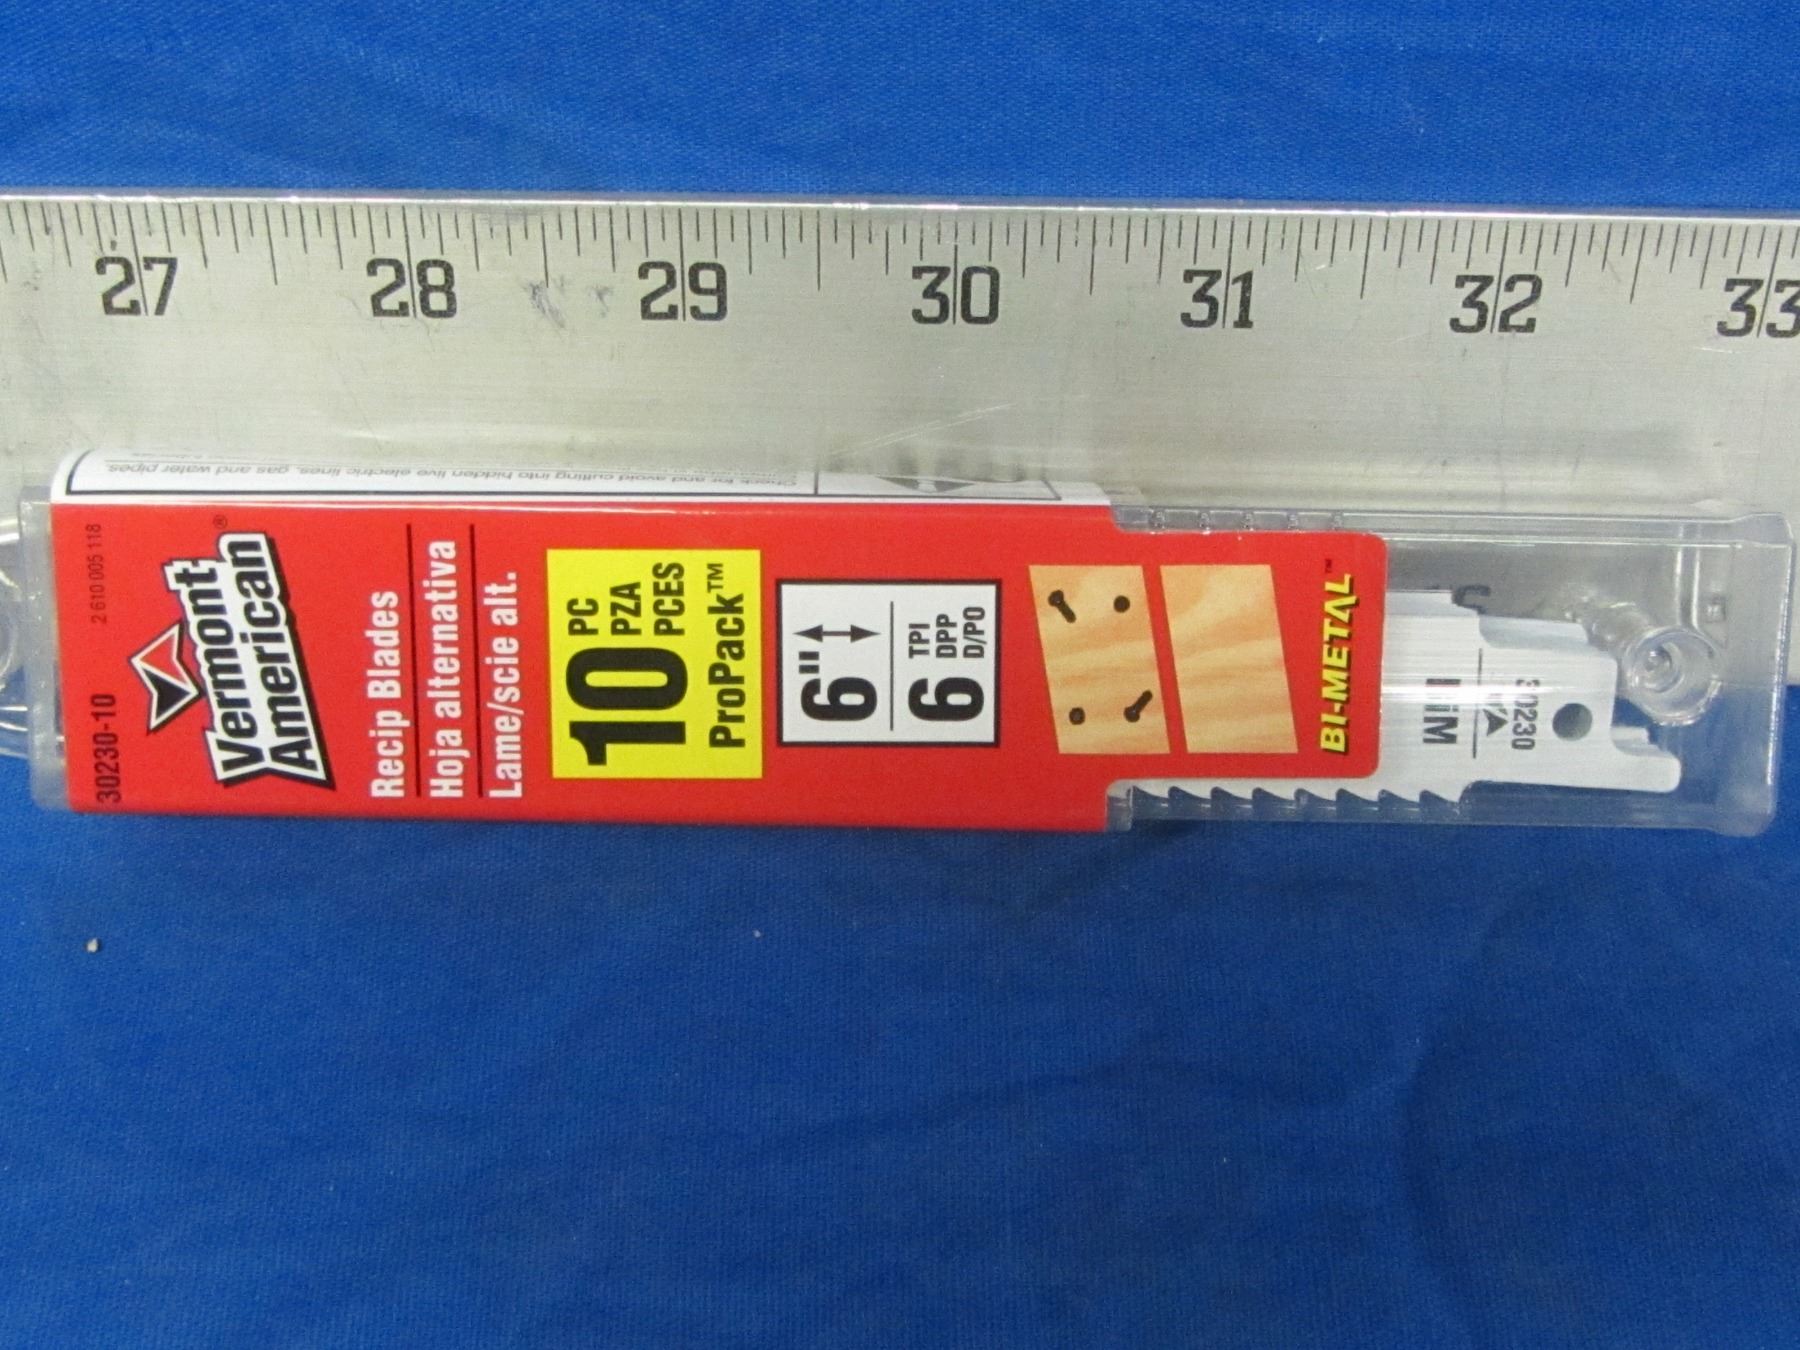 27 28 29 30 31 32 33
Check for and avoid cutting into hidden live electric lines, gas and water pipes.
30230-10
2 610 005 118
Vermont
American®
Recip Blades
Hoja alternativa
Lame/scie alt.
10 PC
PZA
PCES
ProPack™
6"
6 TPI
DPP
D/PO
BI-METAL™
BiM
30230